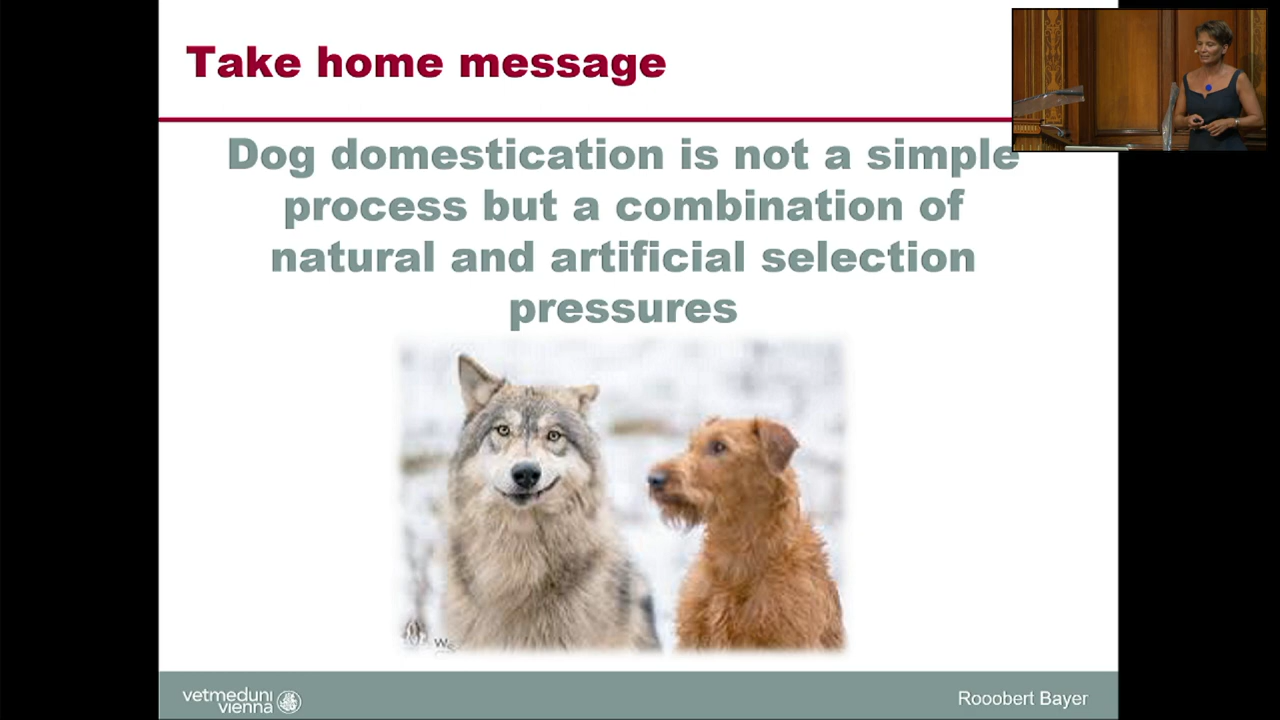 Take home message
Dog domestication is not a simple
process but a combination of
natural and artificial selection
pressures
vetmeduni
vienna
Rooobert Bayer